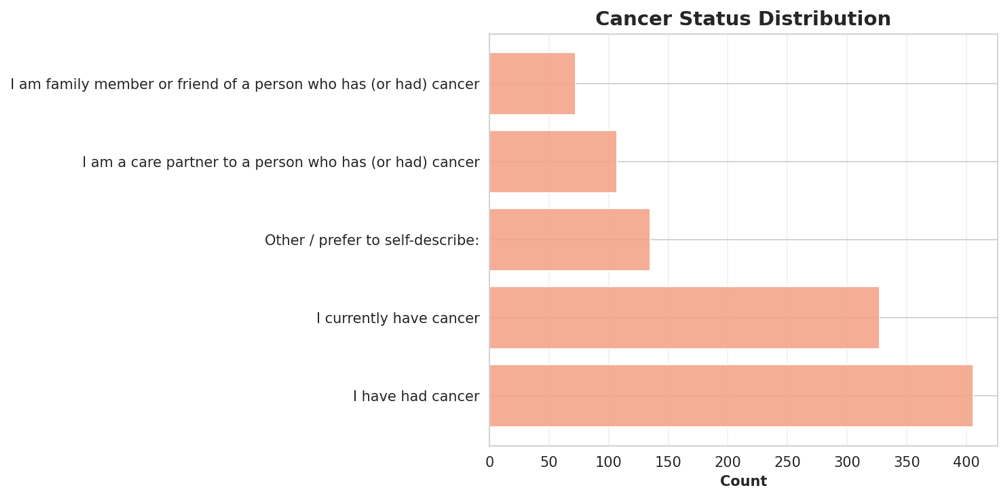 Cancer Status Distribution
I am family member or friend of a person who has (or had) cancer
I am a care partner to a person who has (or had) cancer
Other / prefer to self-describe:
I currently have cancer
I have had cancer
0 50 100 150 200 250 300 350 400
Count